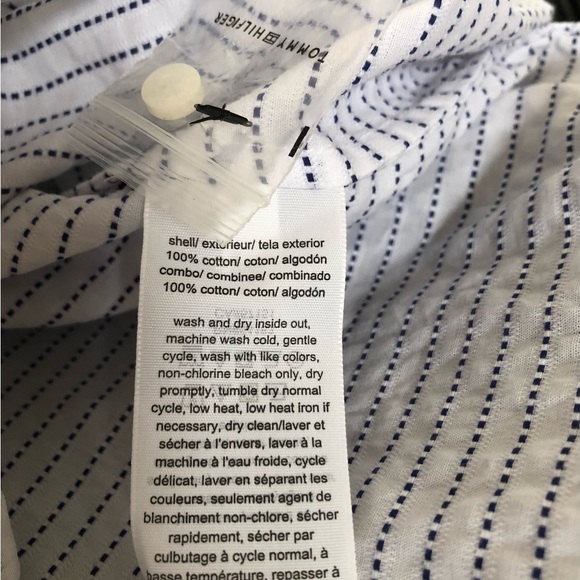 TOMMY HILFIGER
shell/ extérieur/ tela exterior
100% cotton/ coton/ algodón
combo/ combinee/ combinado
100% cotton/ coton/ algodón
wash and dry inside out,
machine wash cold, gentle
cycle, wash with like colors,
non-chlorine bleach only, dry
promptly, tumble dry normal
cycle, low heat, low heat iron if
necessary, dry clean/laver et
sécher à l'envers, laver à la
machine à l'eau froide, cycle
délicat, laver en séparant les
couleurs, seulement agent de
blanchiment non-chlore, sécher
rapidement, sécher par
culbutage à cycle normal, à
basse température, repasser à